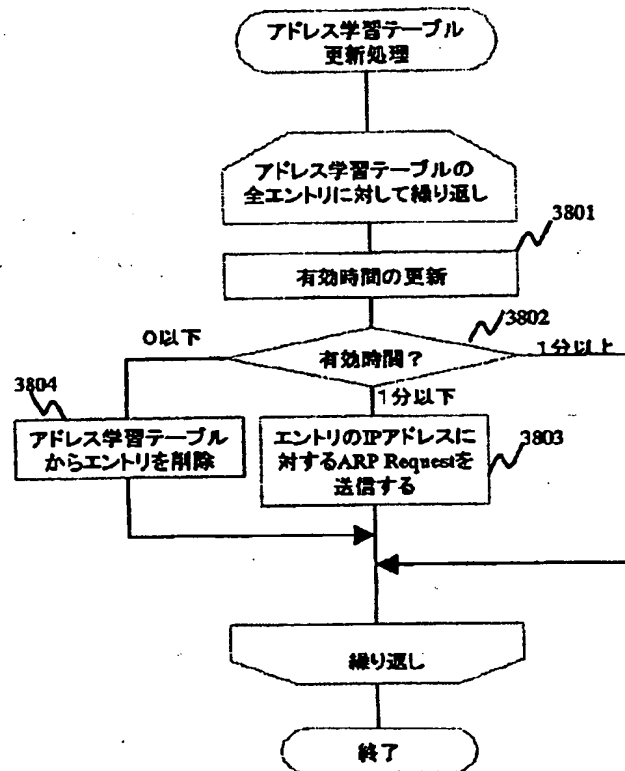 アドレス学習テーブル
更新処理
アドレス学習テーブルの
全エントリに対して繰り返し
3801
有効時間の更新
3802
0以下
有効時間?
1分以上
3804
1分以下
アドレス学習テーブル
からエントリを削除
エントリのIPアドレスに
対するARP Requestを
送信する
3803
繰り返し
終了